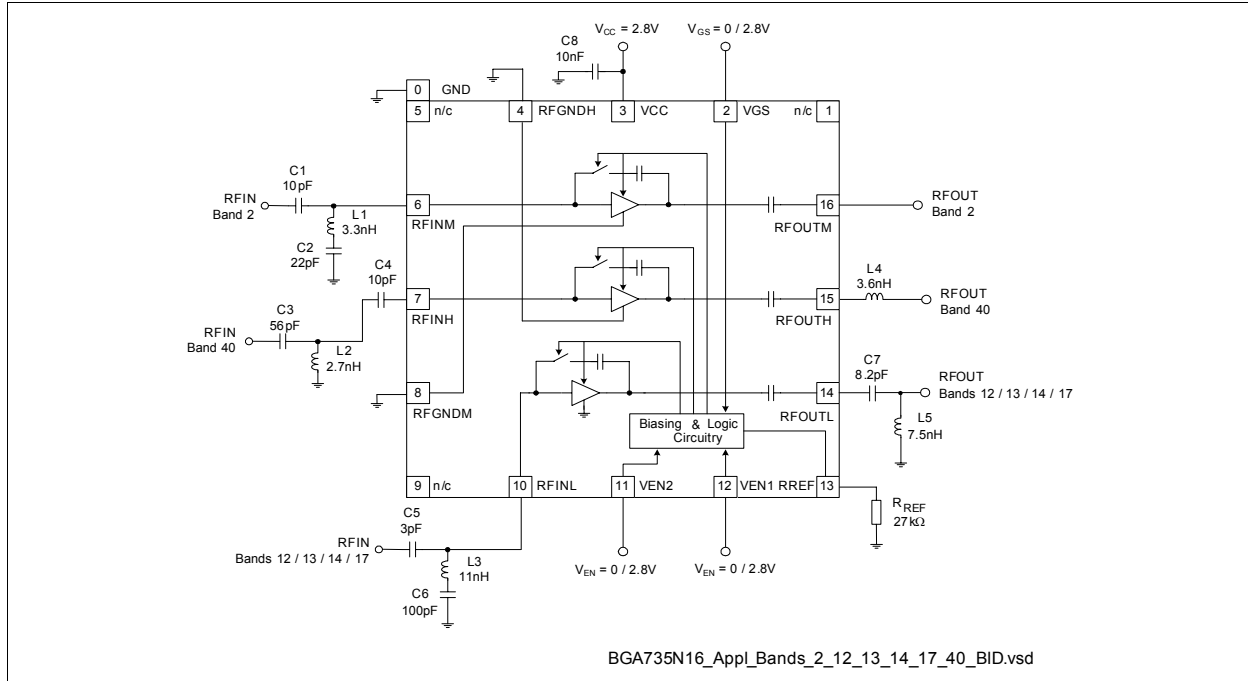 V_CC = 2.8V
V_GS = 0 / 2.8V
C8
10nF
0
GND
5
n/c
4
RFGNDH
3
VCC
2
VGS
n/c
1
C1
10pF
RFIN
Band 2
L1
3.3nH
C2
22pF
6
RFINM
16
RFOUTM
RFOUT
Band 2
C4
10pF
7
RFINH
C3
56pF
RFIN
Band 40
L2
2.7nH
15
RFOUTH
L4
3.6nH
RFOUT
Band 40
8
RFGNDM
14
RFOUTL
C7
8.2pF
RFOUT
Bands 12 / 13 / 14 / 17
L5
7.5nH
Biasing & Logic
Circuitry
9
n/c
10
RFINL
11
VEN2
12
VEN1
RREF
13
C5
3pF
RFIN
Bands 12 / 13 / 14 / 17
L3
11nH
C6
100pF
V_EN = 0 / 2.8V
V_EN = 0 / 2.8V
R_REF
27kΩ
BGA735N16_Appl_Bands_2_12_13_14_17_40_BID.vsd